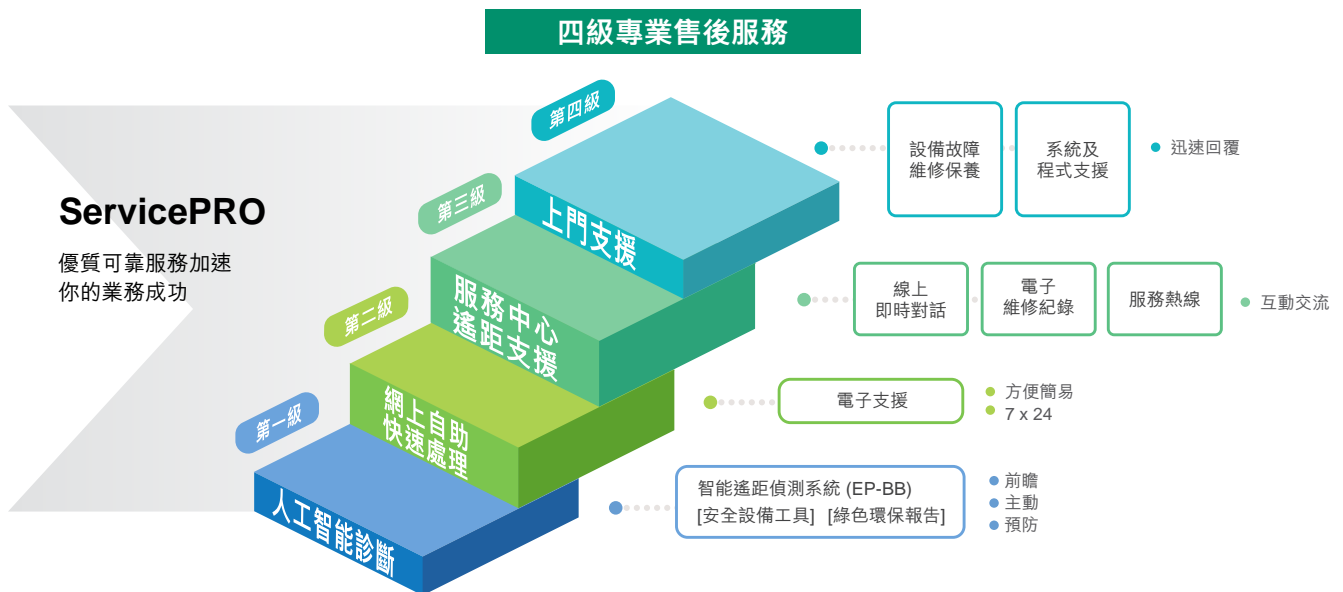 四級專業售後服務
ServicePRO
優質可靠服務加速
你的業務成功
第四級
上門支援
設備故障
維修保養
系統及
程式支援
迅速回覆
第三級
服務中心
遙距支援
線上
即時對話
電子
維修紀錄
服務熱線
互動交流
第二級
網上自助
快速處理
電子支援
方便簡易
7 x 24
第一級
人工智能診斷
智能遙距偵測系統 (EP-BB)
[安全設備工具] [綠色環保報告]
前瞻
主動
預防